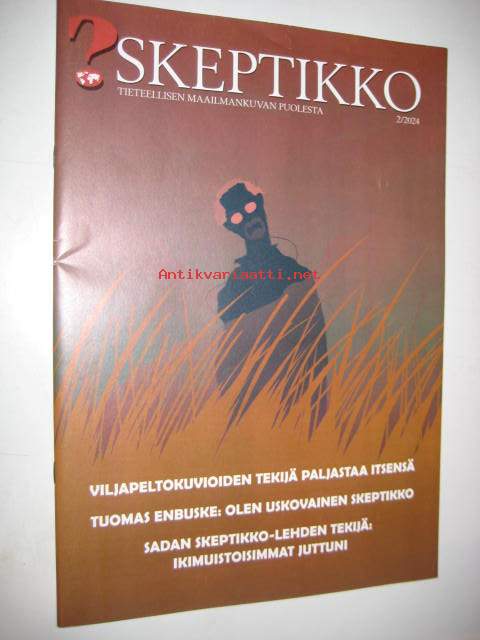 ?SKEPTIKKO
TIETEELLISEN MAAILMANKUVAN PUOLESTA
2/2024
Antikvariaatti.net
VILJAPELTOKUVIOIDEN TEKIJÄ PALJASTAA ITSENSÄ
TUOMAS ENBUSKE: OLEN USKOVAINEN SKEPTIKKO
SADAN SKEPTIKKO-LEHDEN TEKIJÄ:
IKIMUISTOISIMMAT JUTTUNI